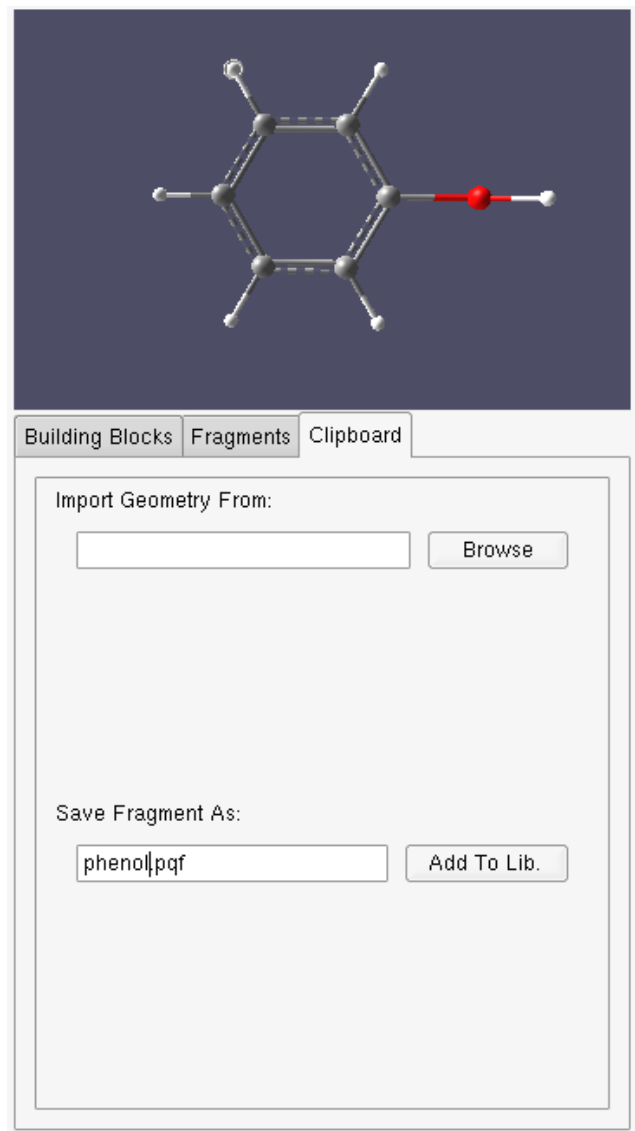 Building Blocks Fragments Clipboard
Import Geometry From:
Browse
Save Fragment As:
phenol.pqf Add To Lib.